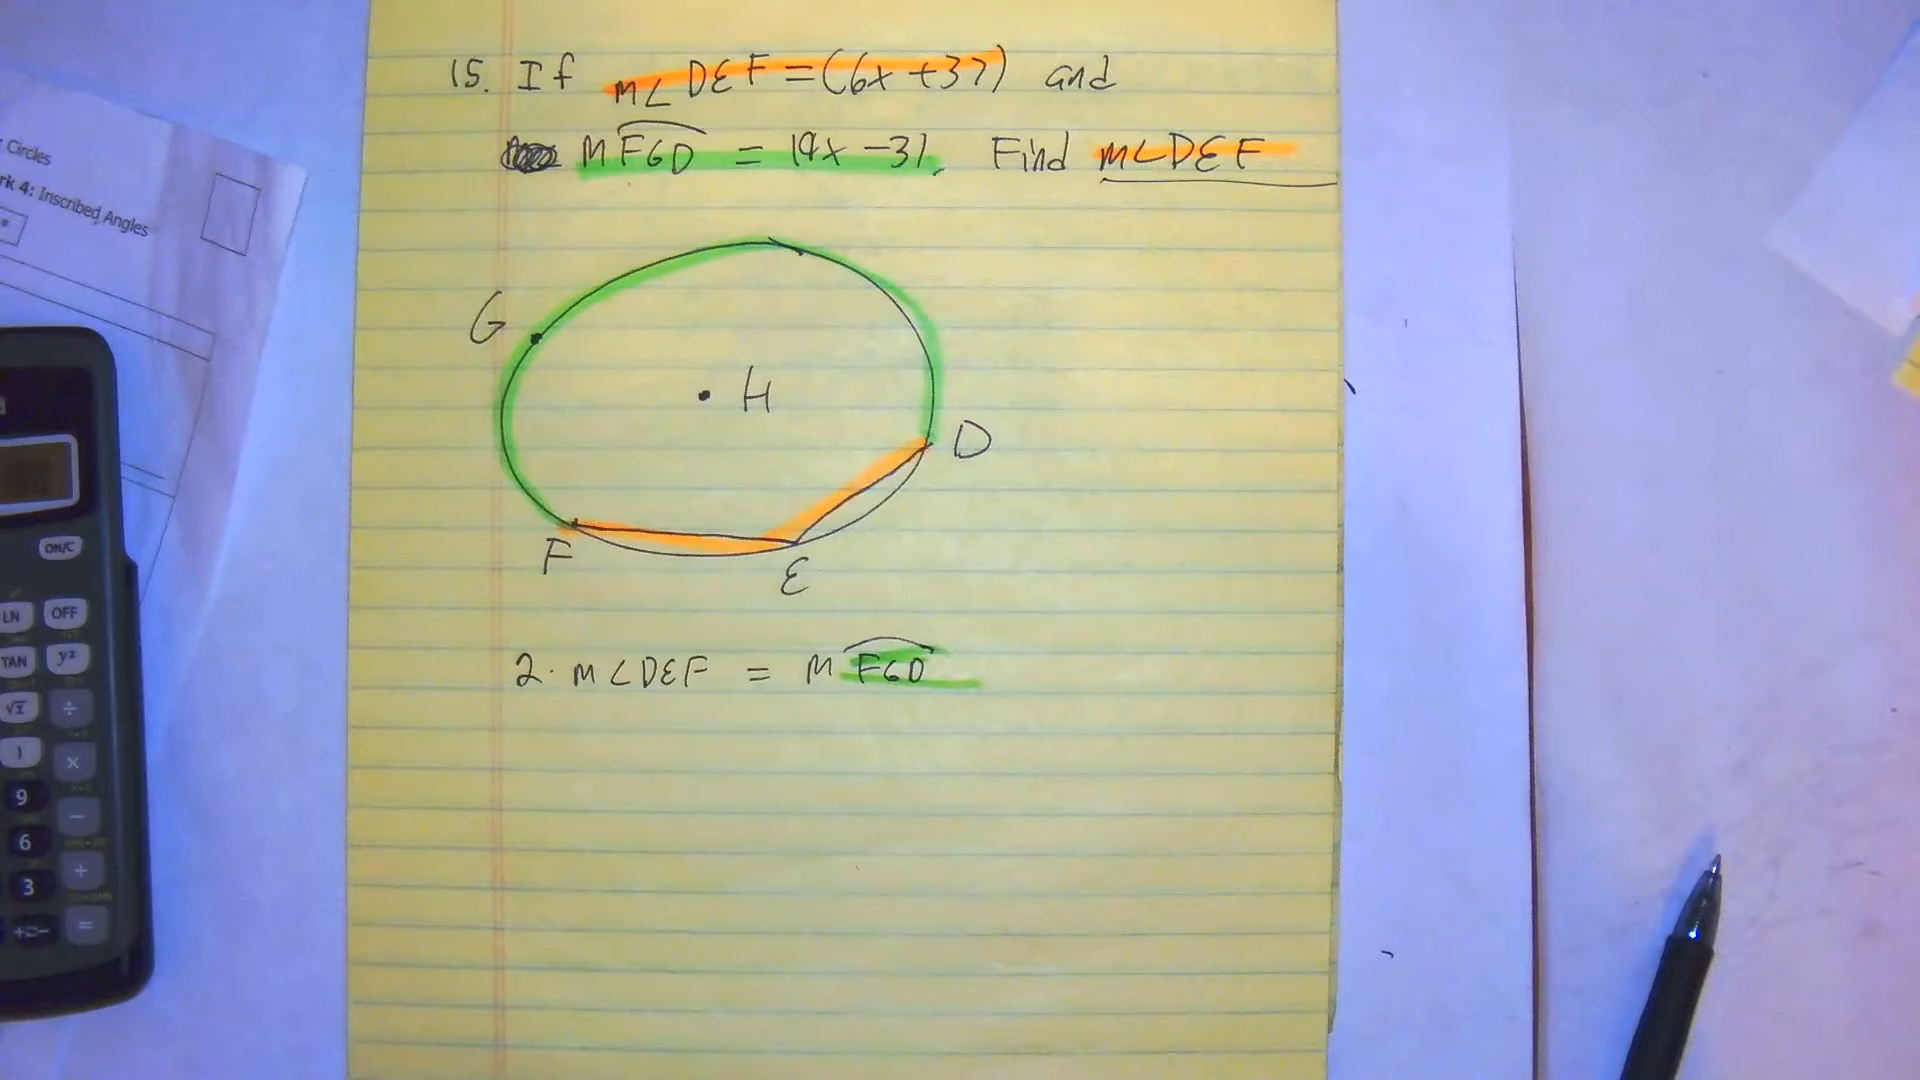 15. If m∠DEF = (6x + 37) and
mFGD = 19x - 31. Find m∠DEF
G
H
D
F
E
2. m∠DEF = mFGD
: Circles
rk 4: Inscribed Angles
ON/C
LN OFF
TAN yˣ
√x ÷
) ×
9 −
6 +
3 =